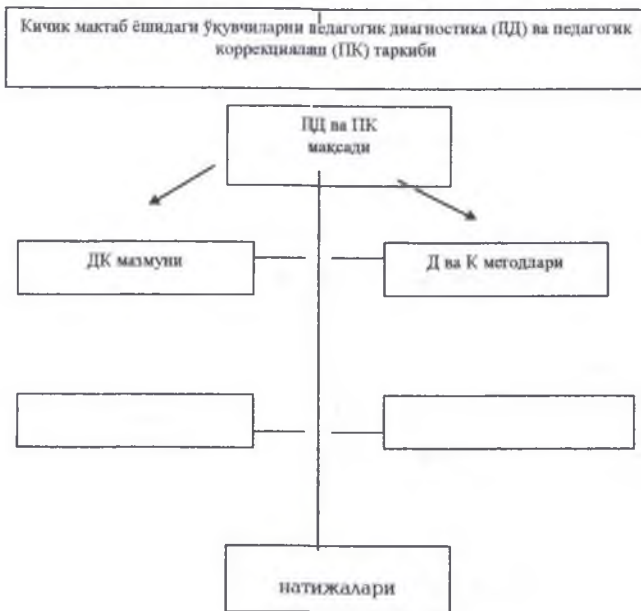 Кичик мактаб ёшидаги ўқувчиларни педагогик диагностика (ПД) ва педагогик
коррекциялаш (ПК) таркиби
ПД ва ПК
мақсади
ДК мазмуни
Д ва К методлари
натижалари